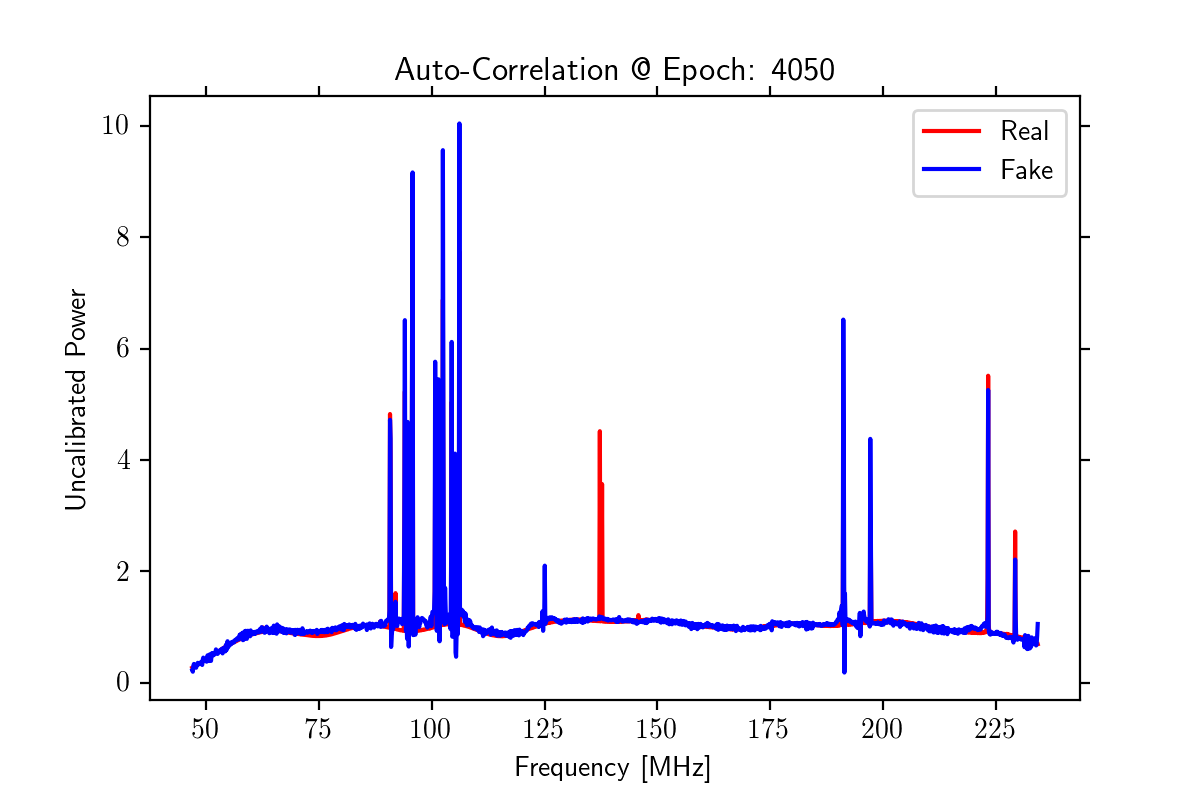 Auto-Correlation @ Epoch: 4050
Real
Fake
10
8
6
4
2
0
Uncalibrated Power
50 75 100 125 150 175 200 225
Frequency [MHz]